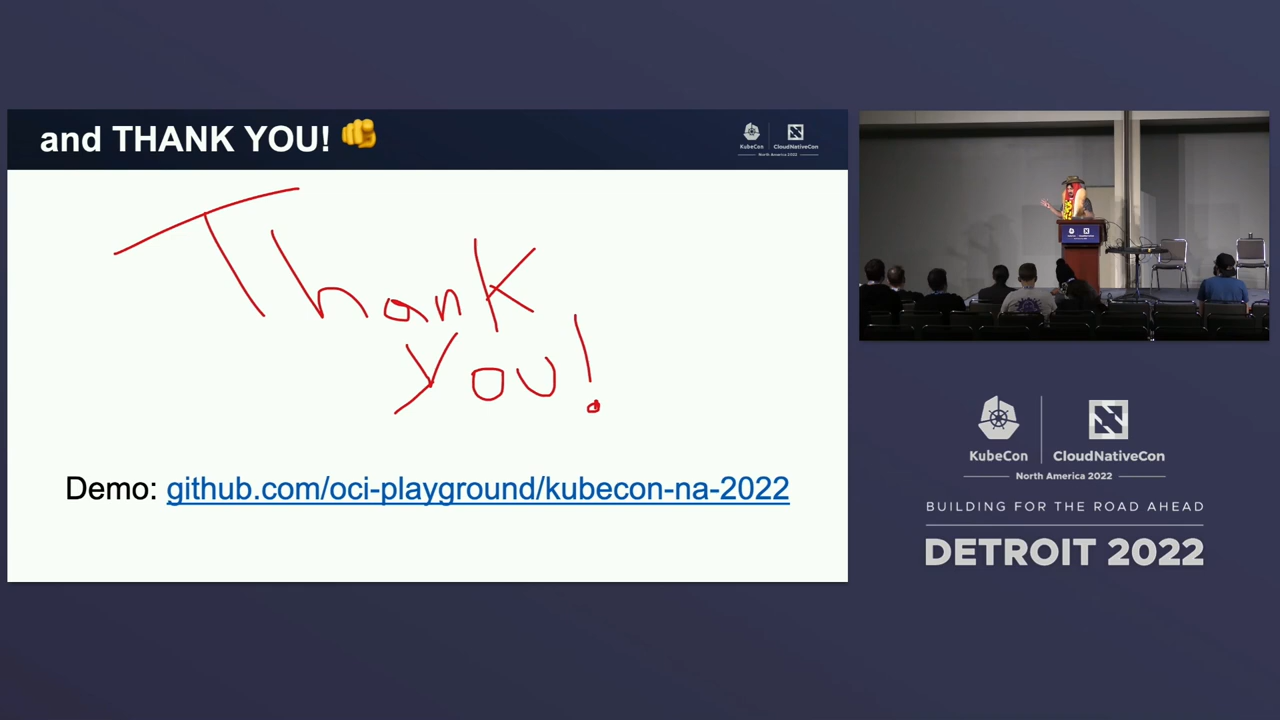 and THANK YOU! 🫵
KubeCon
CloudNativeCon
North America 2022
Thank
you!
Demo: github.com/oci-playground/kubecon-na-2022
KubeCon
CloudNativeCon
North America 2022
BUILDING FOR THE ROAD AHEAD
DETROIT 2022